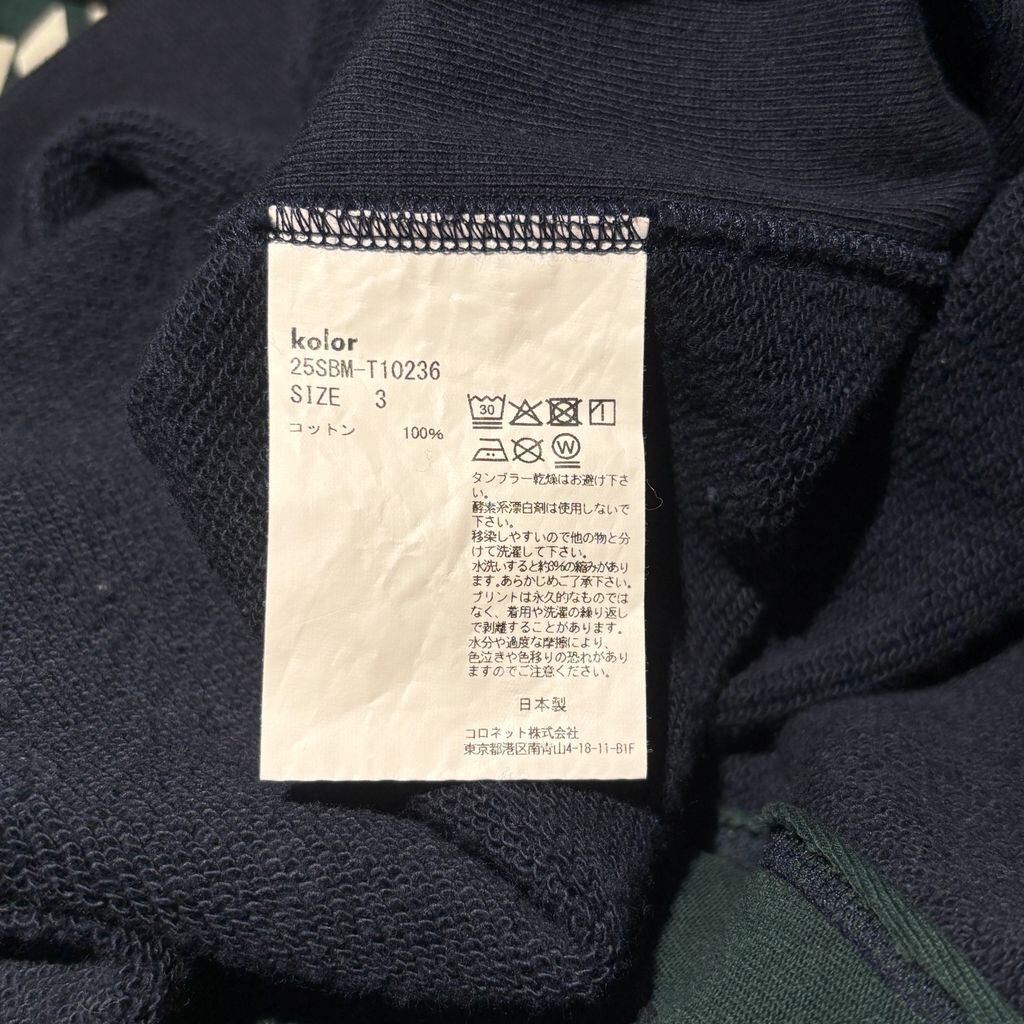 kolor
25SBM-T10236
SIZE 3
コットン 100%
30
W
タンブラー乾燥はお避け下さ
い。
酵素系漂白剤は使用しないで
下さい。
移染しやすいので他の物と分
けて洗濯して下さい。
水洗いすると約3%の縮みがあり
ます。あらかじめご了承下さい。
プリントは永久的なものでは
なく、着用や洗濯の繰り返し
で剥離することがあります。
水分や過度な摩擦により、
色泣きや色移りの恐れがあり
ますのでご注意ください。
日本製
コロネット株式会社
東京都港区南青山4-18-11-B1F